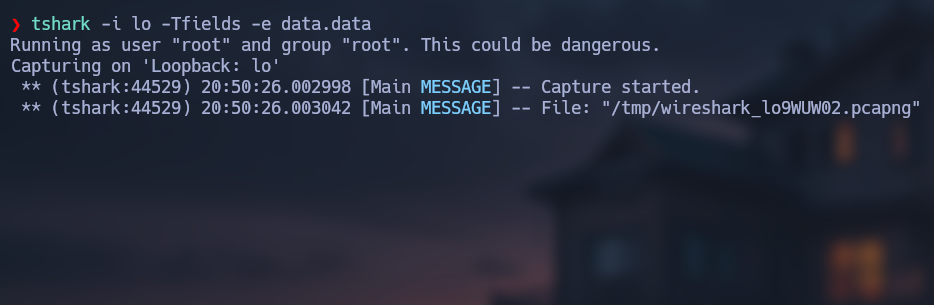 ❯ tshark -i lo -Tfields -e data.data
Running as user "root" and group "root". This could be dangerous.
Capturing on 'Loopback: lo'
 ** (tshark:44529) 20:50:26.002998 [Main MESSAGE] -- Capture started.
 ** (tshark:44529) 20:50:26.003042 [Main MESSAGE] -- File: "/tmp/wireshark_lo9WUW02.pcapng"